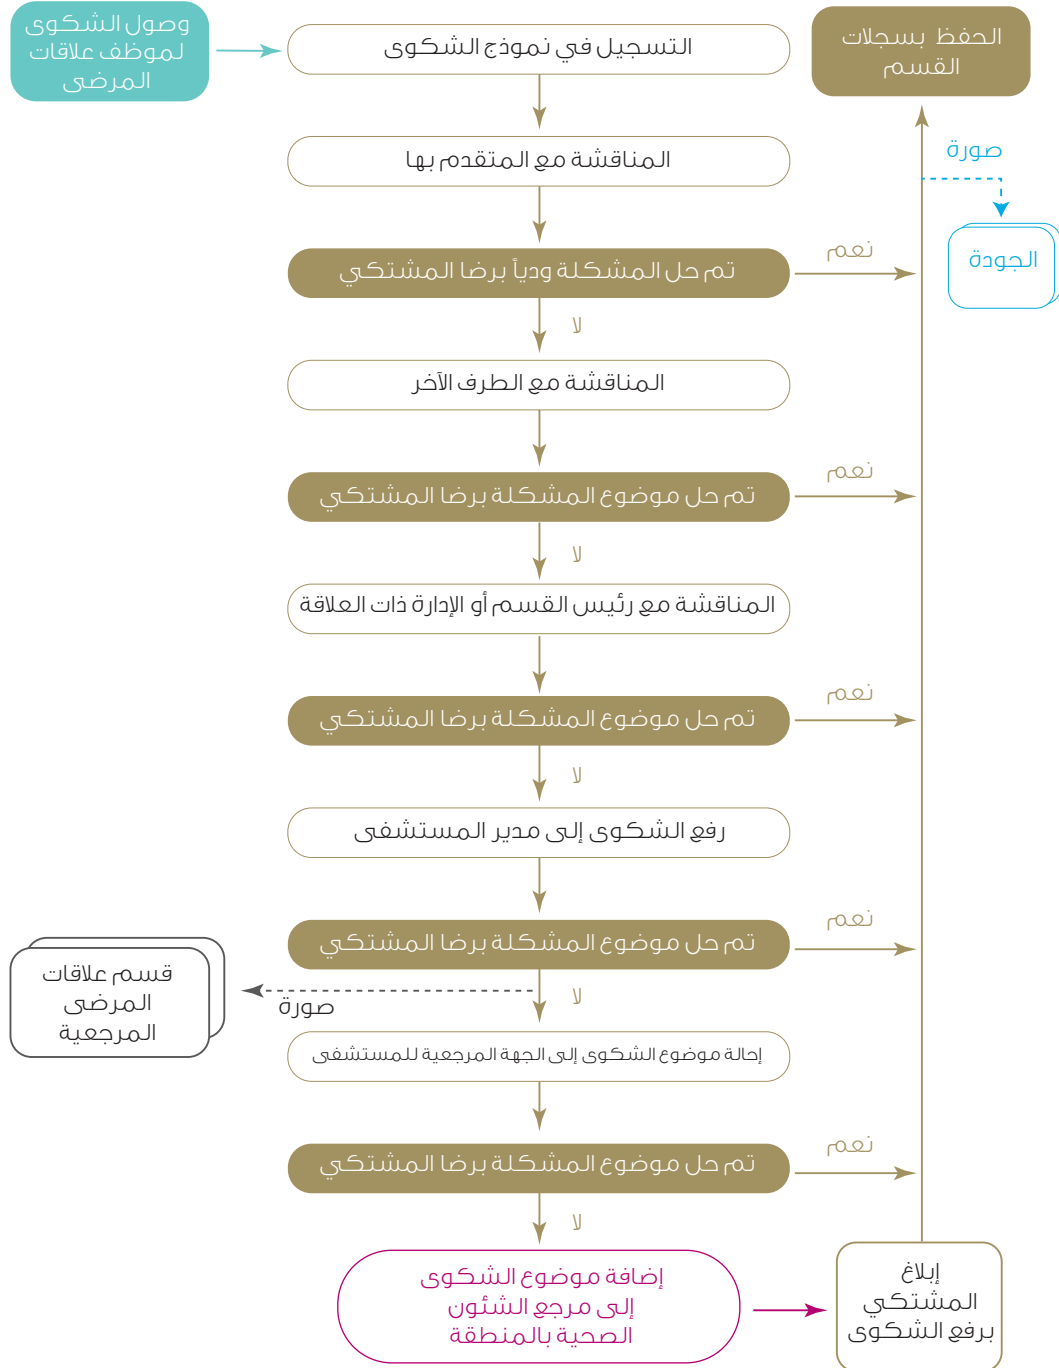 وصول الشكوى
لموظف علاقات
المرضى
التسجيل في نموذج الشكوى
الحفظ بسجلات
القسم
المناقشة مع المتقدم بها
صورة
الجودة
تم حل المشكلة ودياً برضا المشتكي
نعم
لا
المناقشة مع الطرف الآخر
تم حل موضوع المشكلة برضا المشتكي
نعم
لا
المناقشة مع رئيس القسم أو الإدارة ذات العلاقة
تم حل موضوع المشكلة برضا المشتكي
نعم
لا
رفع الشكوى إلى مدير المستشفى
تم حل موضوع المشكلة برضا المشتكي
نعم
لا
صورة
قسم علاقات
المرضى
المرجعية
إحالة موضوع الشكوى إلى الجهة المرجعية للمستشفى
تم حل موضوع المشكلة برضا المشتكي
نعم
لا
إضافة موضوع الشكوى
إلى مرجع الشئون
الصحية بالمنطقة
إبلاغ
المشتكي
برفع الشكوى